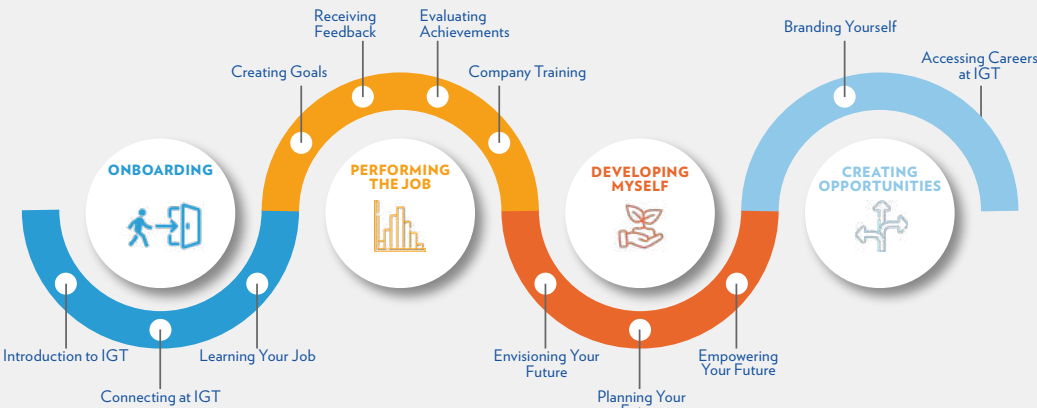 Receiving
Feedback
Evaluating
Achievements
Branding Yourself
Creating Goals
Company Training
Accessing Careers
at IGT
ONBOARDING
PERFORMING
THE JOB
DEVELOPING
MYSELF
CREATING
OPPORTUNITIES
Introduction to IGT
Learning Your Job
Connecting at IGT
Envisioning Your
Future
Empowering
Your Future
Planning Your